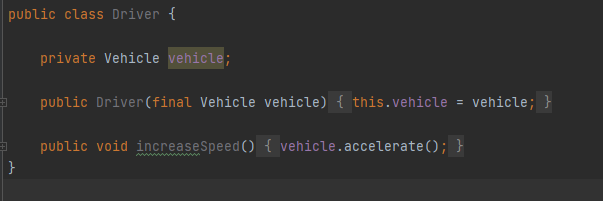 public class Driver {
private Vehicle vehicle;
public Driver(final Vehicle vehicle) { this.vehicle = vehicle; }
public void increaseSpeed() { vehicle.accelerate(); }
}